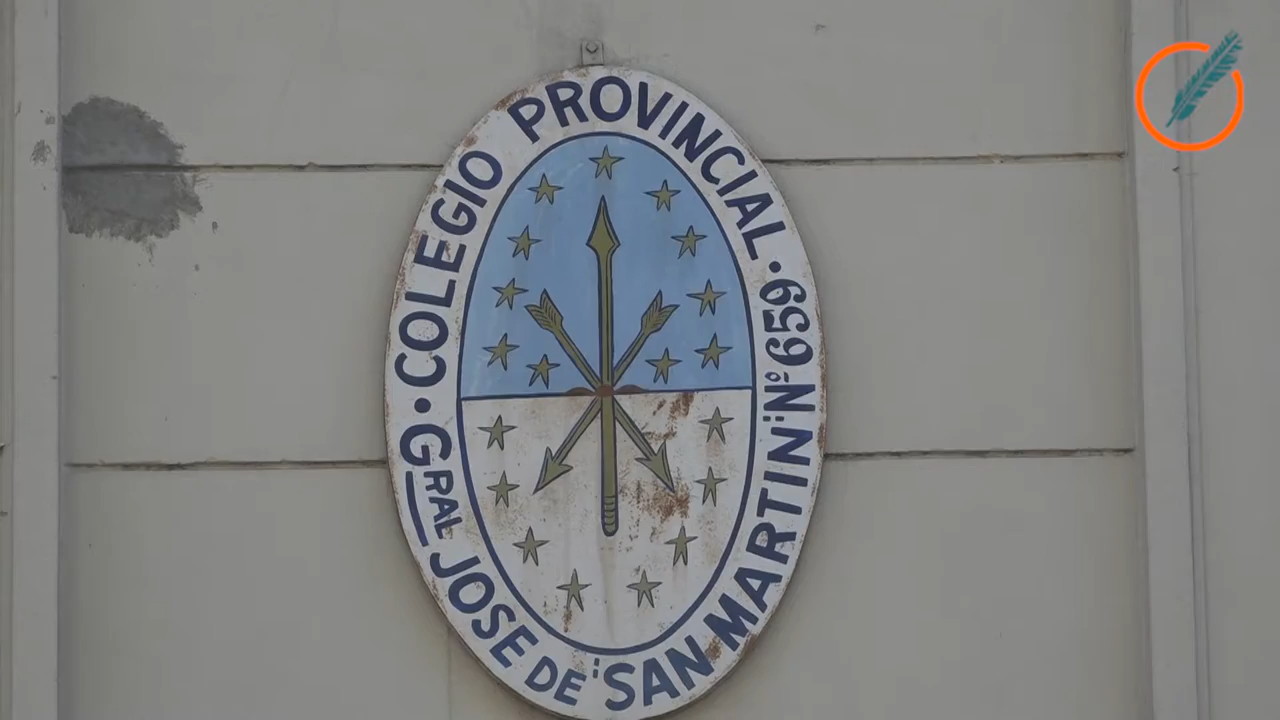 COLEGIO PROVINCIAL · Nº 659 ·
GRAL JOSE DE "SAN MARTIN"